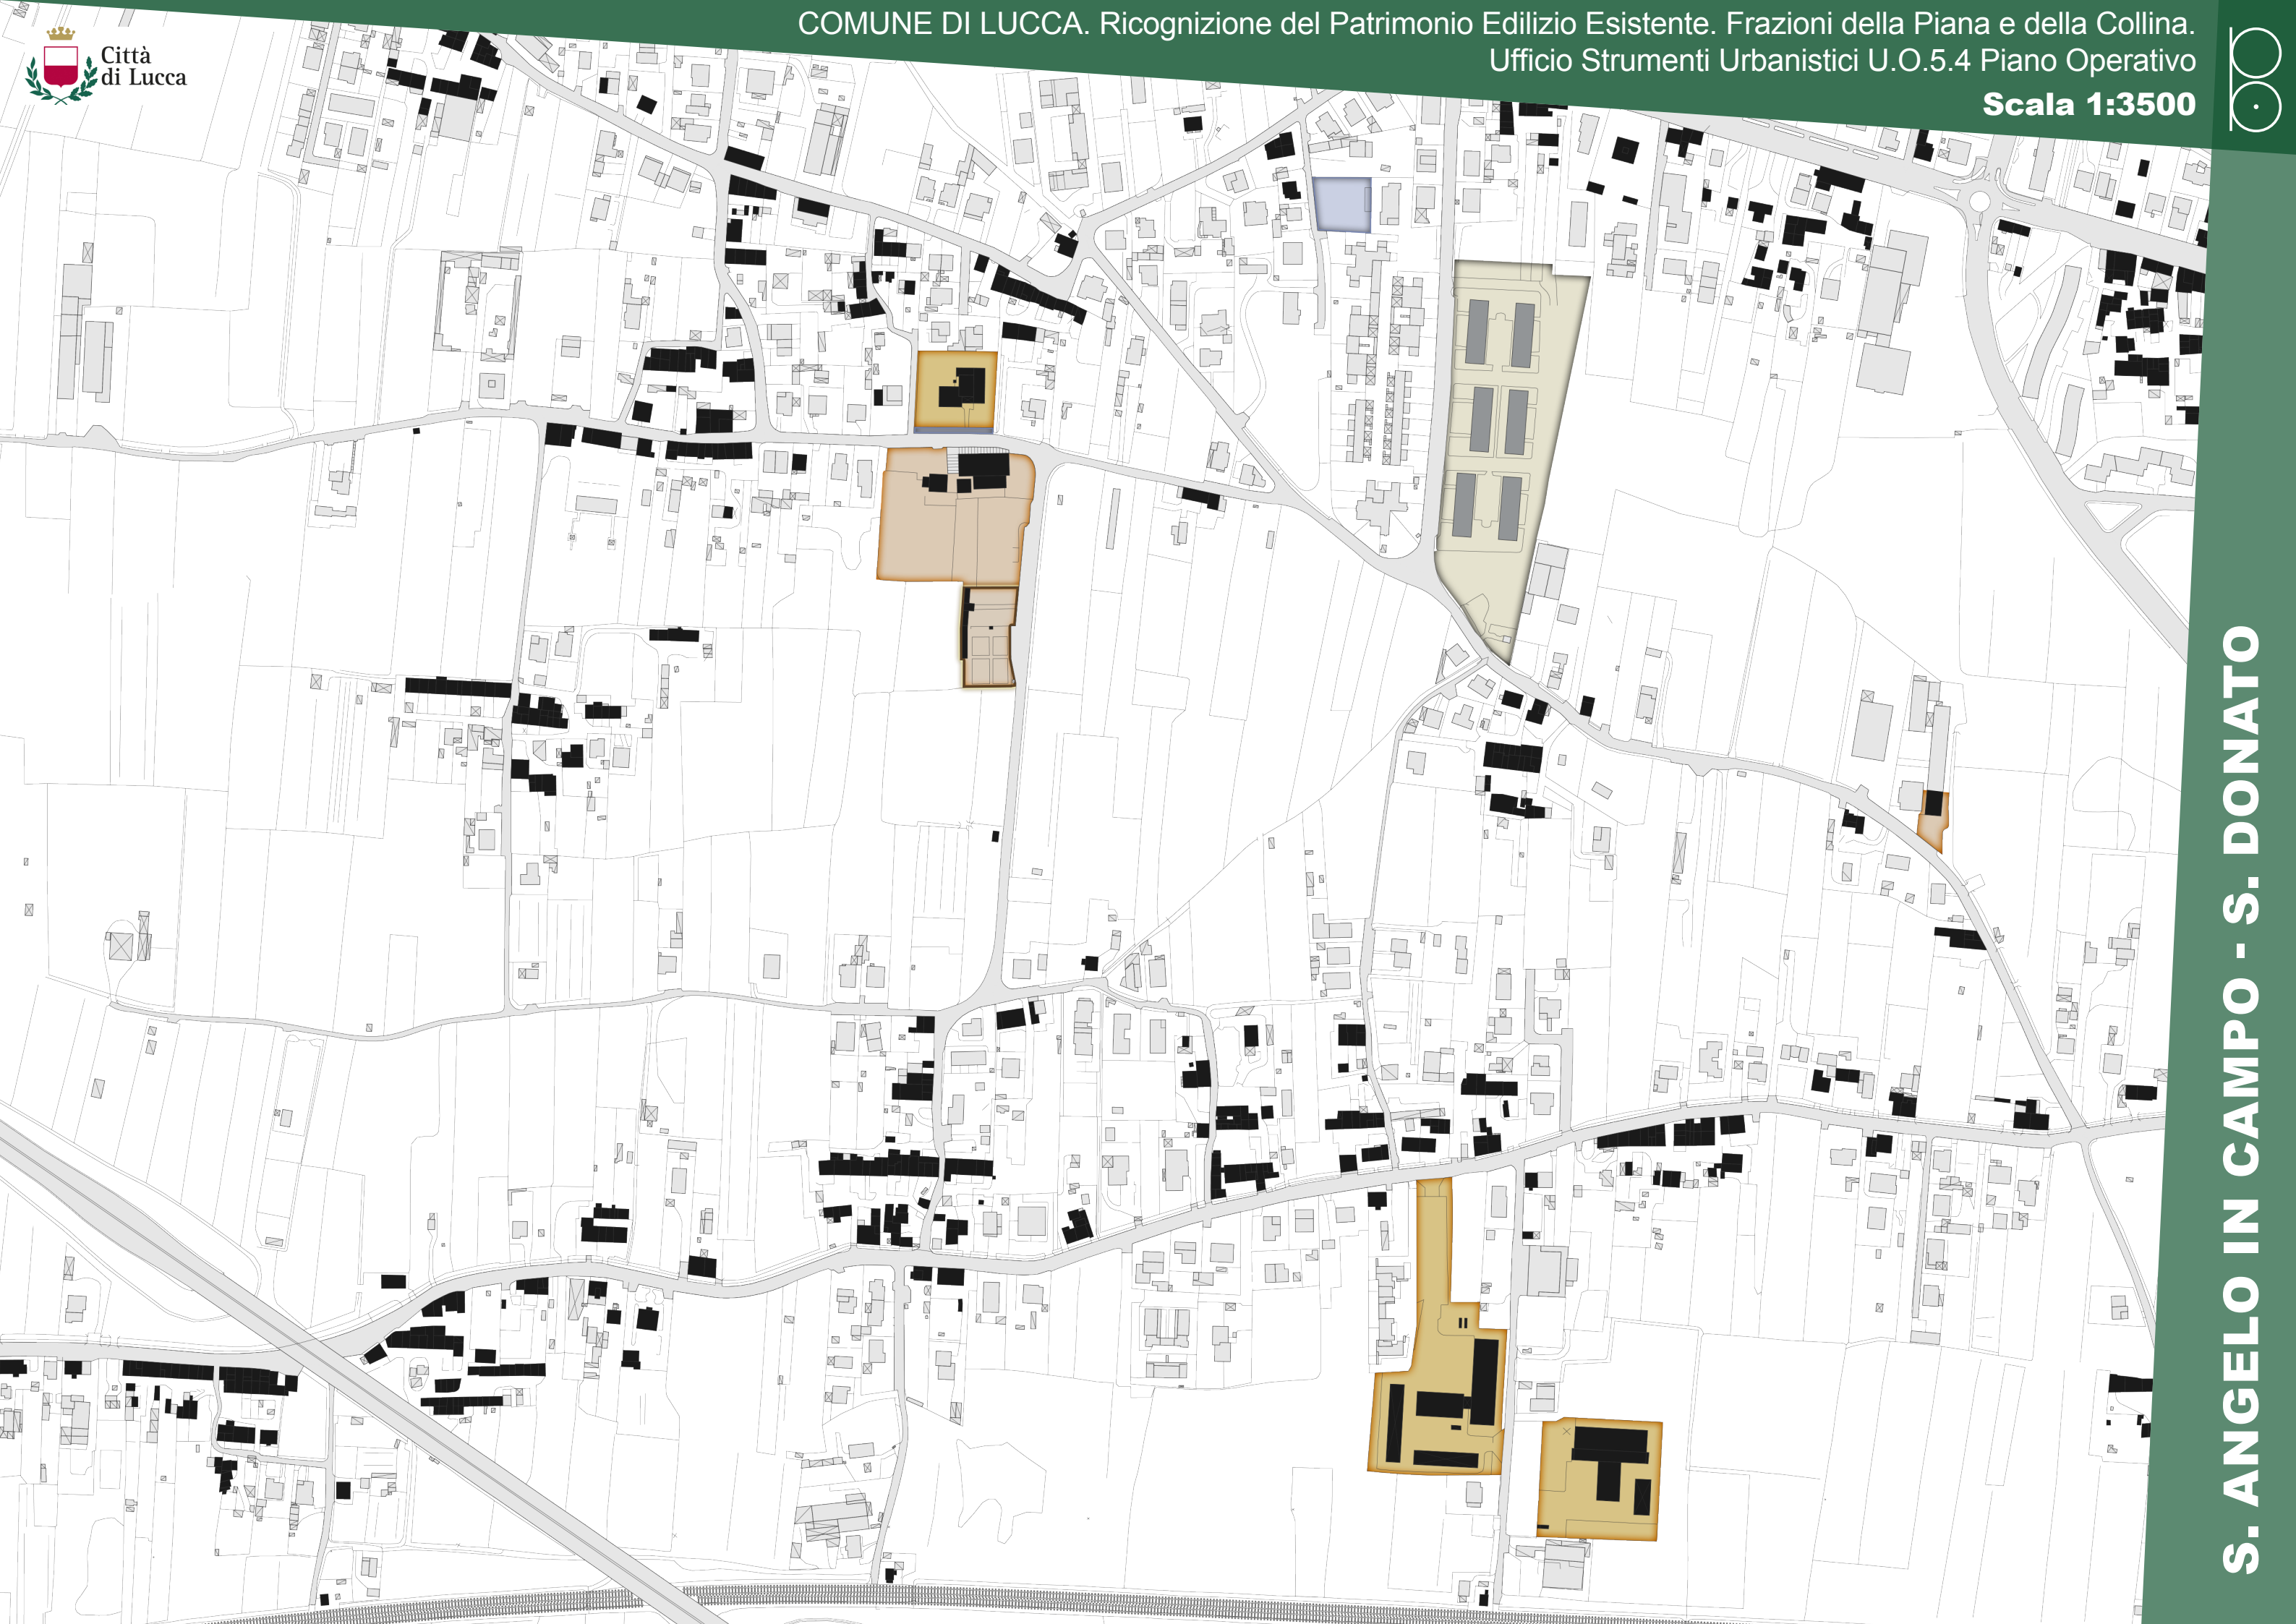 Città
di Lucca
COMUNE DI LUCCA. Ricognizione del Patrimonio Edilizio Esistente. Frazioni della Piana e della Collina.
Ufficio Strumenti Urbanistici U.O.5.4 Piano Operativo
Scala 1:3500
S. ANGELO IN CAMPO - S. DONATO